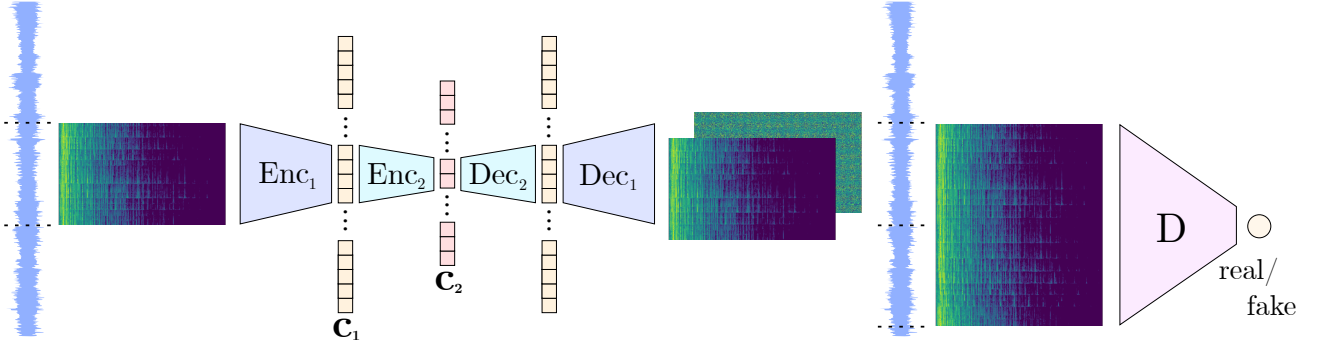 Enc₁
Enc₂
Dec₂
Dec₁
D
real/
fake
c₂
c₁